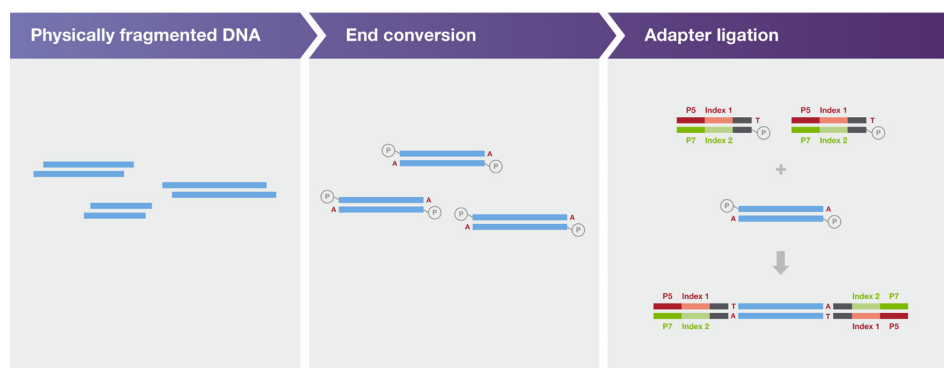 Physically fragmented DNA
End conversion
Adapter ligation
P A
A P
P A
A P
P A
A P
P5 Index 1 T
P7 Index 2 P
P5 Index 1 T
P7 Index 2 P
+
P A
A P
P5 Index 1 T A Index 2 P7
P7 Index 2 A T Index 1 P5